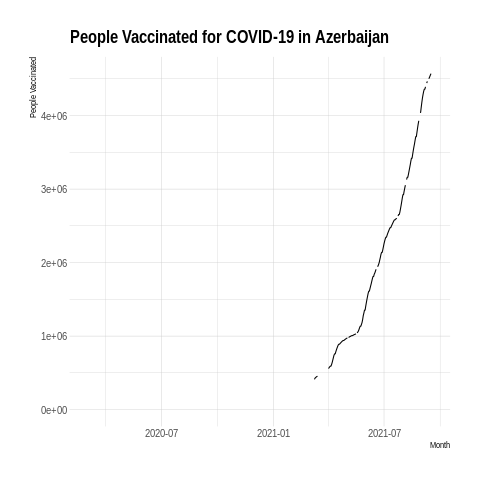 People Vaccinated for COVID-19 in Azerbaijan
People Vaccinated
4e+06
3e+06
2e+06
1e+06
0e+00
2020-07
2021-01
2021-07
Month